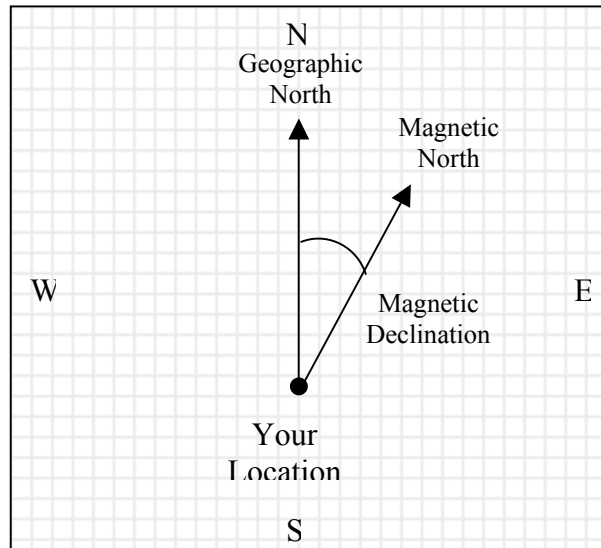 N
Geographic
North
Magnetic
North
W
E
Magnetic
Declination
Your
Location
S